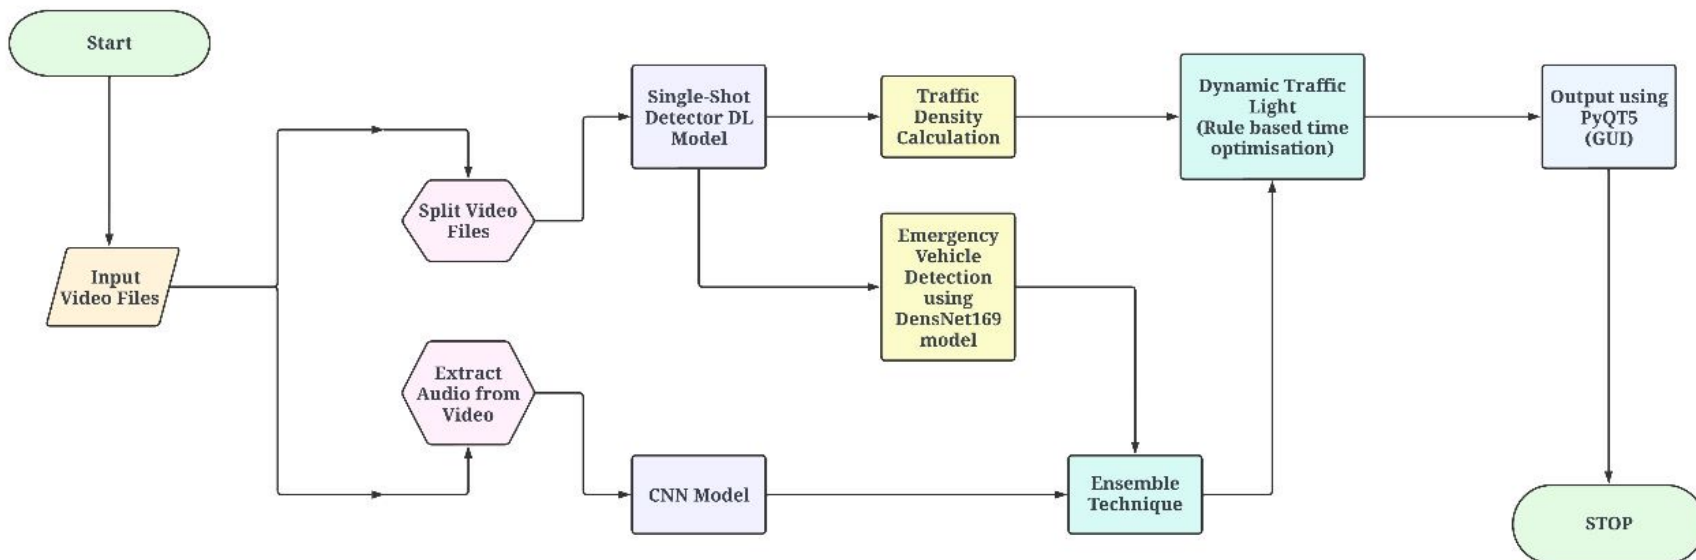 Start
Input
Video Files
Split Video
Files
Extract
Audio from
Video
Single-Shot
Detector DL
Model
CNN Model
Traffic
Density
Calculation
Emergency
Vehicle
Detection
using
DensNet169
model
Ensemble
Technique
Dynamic Traffic
Light
(Rule based time
optimisation)
Output using
PyQT5
(GUI)
STOP